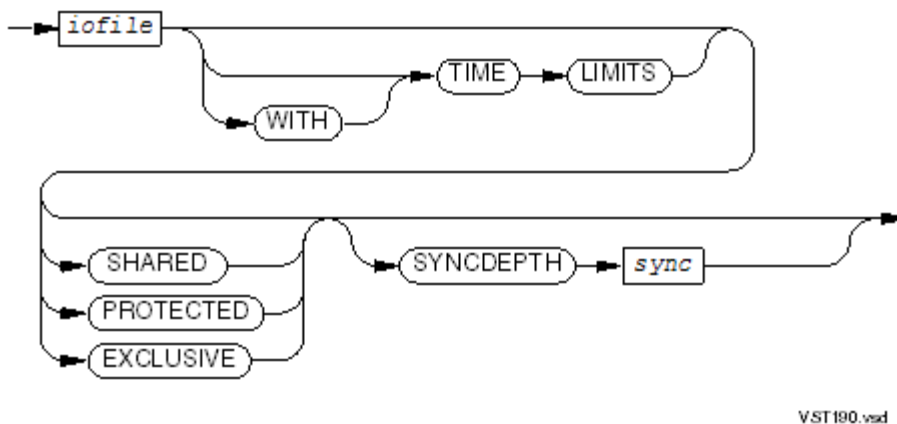 iofile
TIME LIMITS
WITH
SHARED
SYNCDEPTH sync
PROTECTED
EXCLUSIVE
VST190.vsd